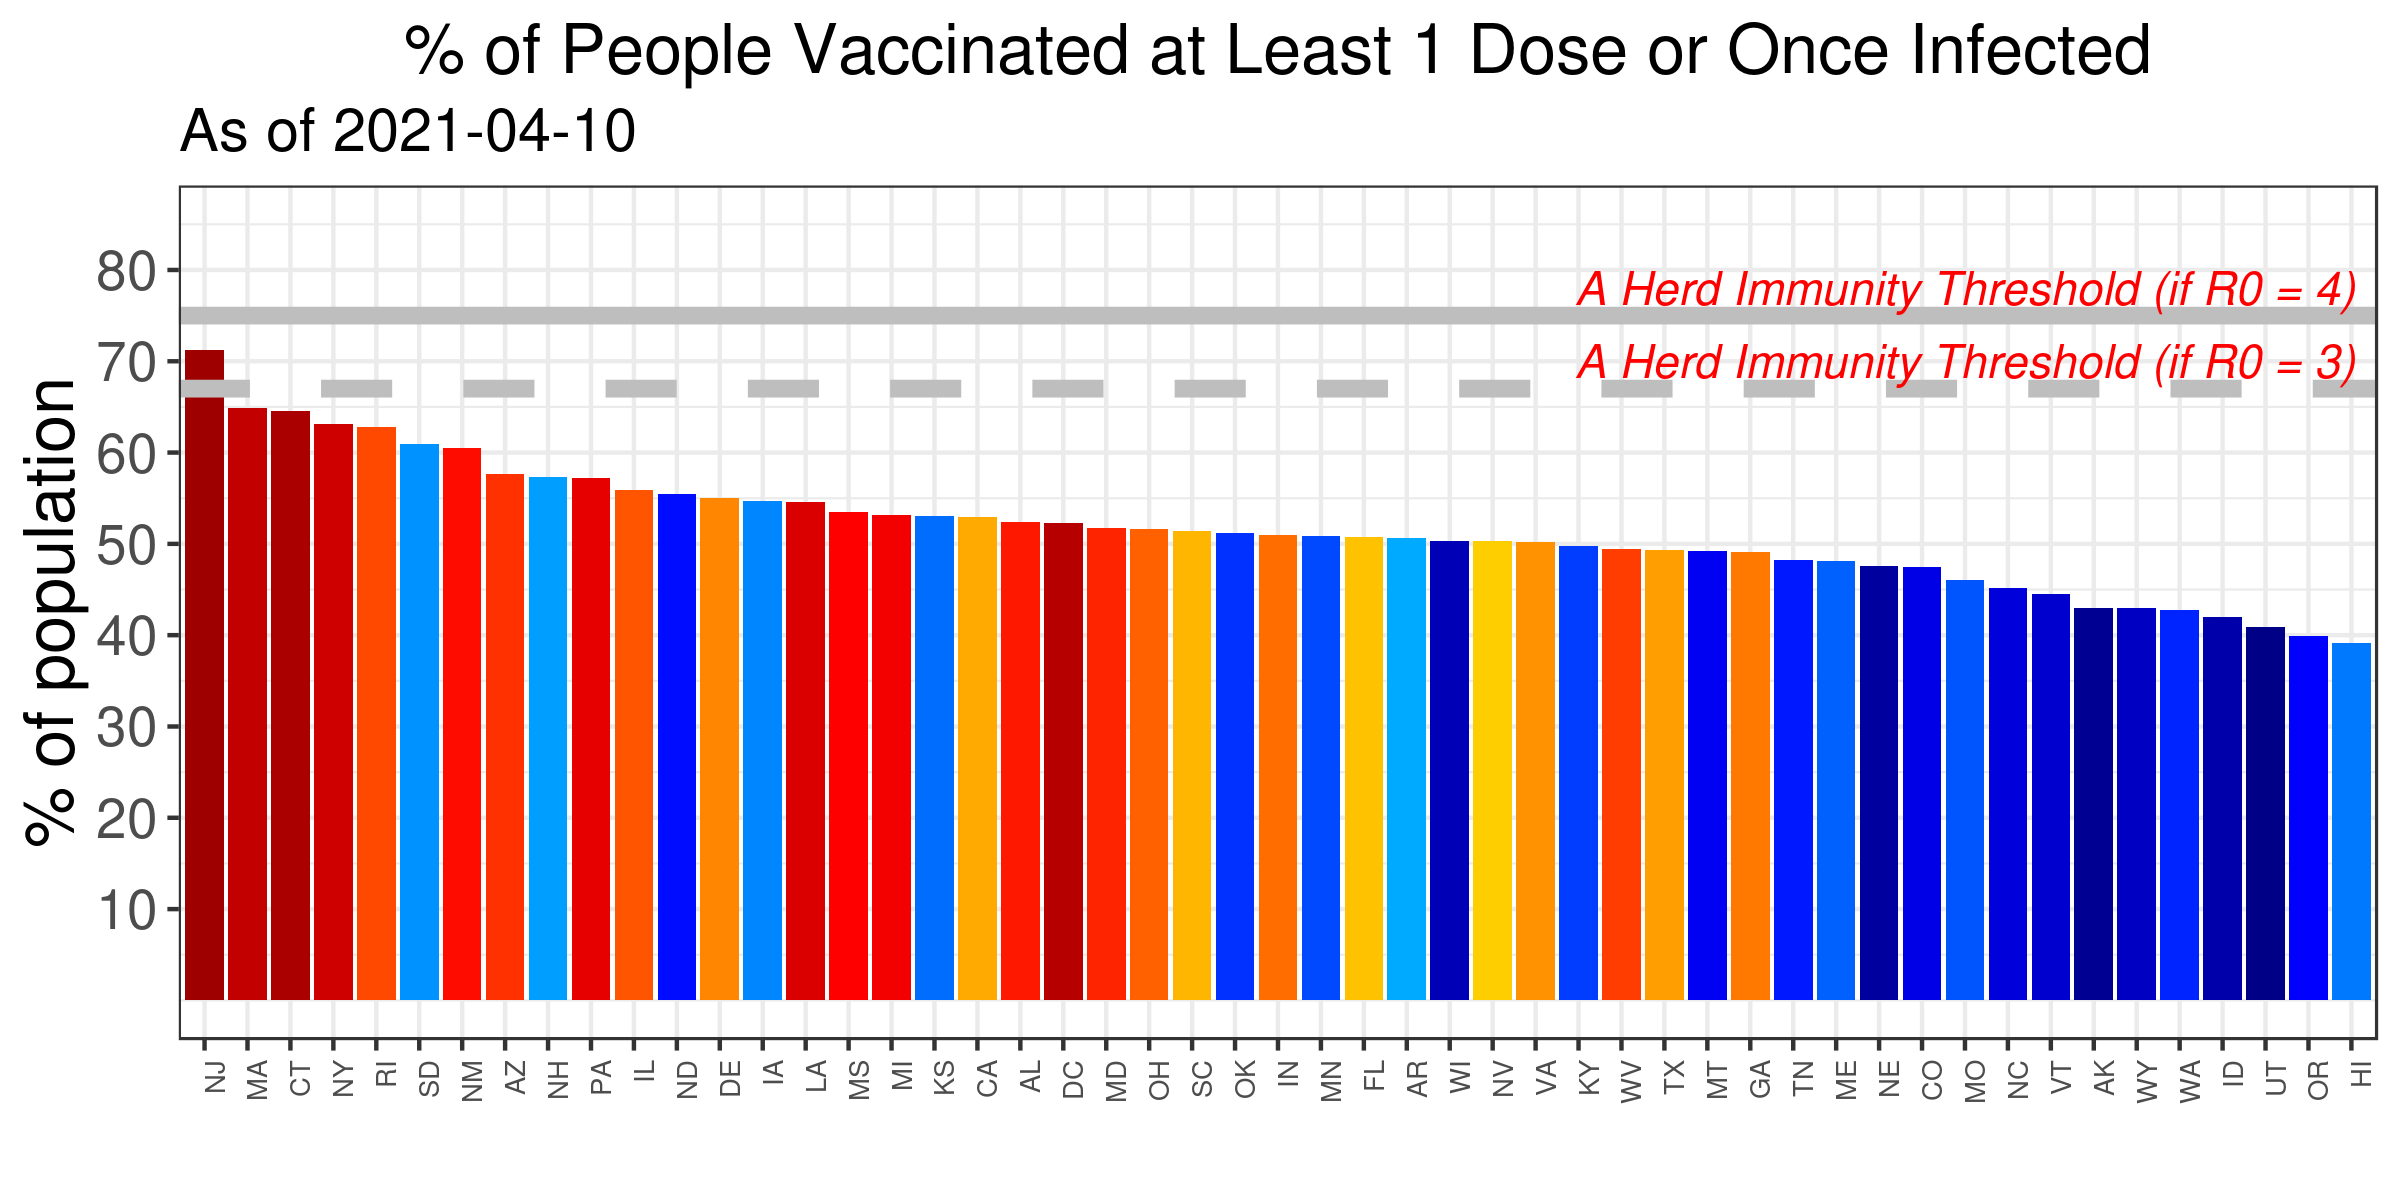 % of People Vaccinated at Least 1 Dose or Once Infected
As of 2021-04-10
% of population
80
70
60
50
40
30
20
10
A Herd Immunity Threshold (if R0 = 4)
A Herd Immunity Threshold (if R0 = 3)
NJ MA CT NY RI SD NM AZ NH PA IL ND DE IA LA MS MI KS CA AL DC MD OH SC OK IN MN FL AR WI NV VA KY WV TX MT GA TN ME NE CO MO NC VT AK WY WA ID UT OR HI